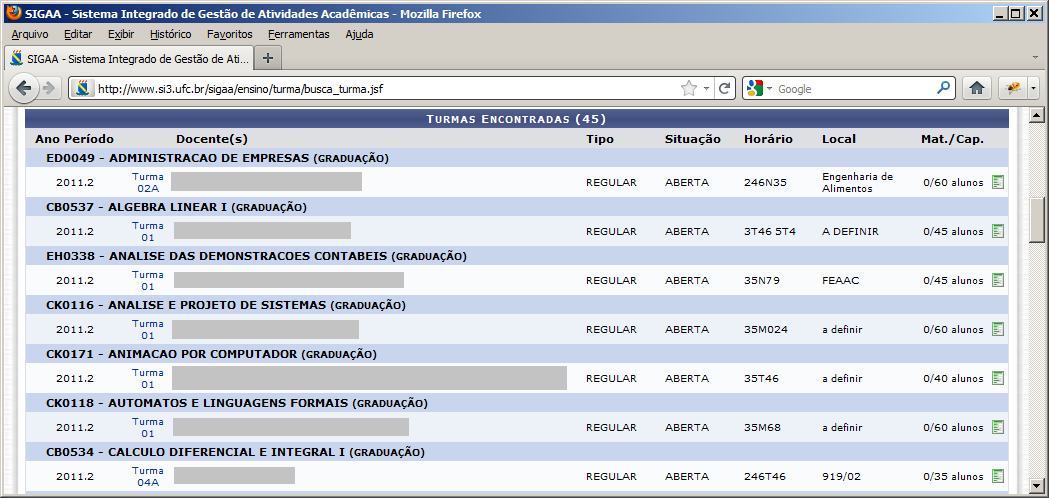 SIGAA - Sistema Integrado de Gestão de Atividades Acadêmicas - Mozilla Firefox
Arquivo Editar Exibir Histórico Favoritos Ferramentas Ajuda
SIGAA - Sistema Integrado de Gestão de Ati...
http://www.si3.ufc.br/sigaa/ensino/turma/busca_turma.jsf Google
TURMAS ENCONTRADAS (45)
Ano Período Docente(s) Tipo Situação Horário Local Mat./Cap.
ED0049 - ADMINISTRACAO DE EMPRESAS (GRADUAÇÃO)
2011.2 Turma 02A REGULAR ABERTA 246N35 Engenharia de Alimentos 0/60 alunos
CB0537 - ALGEBRA LINEAR I (GRADUAÇÃO)
2011.2 Turma 01 REGULAR ABERTA 3T46 5T4 A DEFINIR 0/45 alunos
EH0338 - ANALISE DAS DEMONSTRACOES CONTABEIS (GRADUAÇÃO)
2011.2 Turma 01 REGULAR ABERTA 35N79 FEAAC 0/45 alunos
CK0116 - ANALISE E PROJETO DE SISTEMAS (GRADUAÇÃO)
2011.2 Turma 01 REGULAR ABERTA 35M024 a definir 0/60 alunos
CK0171 - ANIMACAO POR COMPUTADOR (GRADUAÇÃO)
2011.2 Turma 01 REGULAR ABERTA 35T46 a definir 0/40 alunos
CK0118 - AUTOMATOS E LINGUAGENS FORMAIS (GRADUAÇÃO)
2011.2 Turma 01 REGULAR ABERTA 35M68 a definir 0/60 alunos
CB0534 - CALCULO DIFERENCIAL E INTEGRAL I (GRADUAÇÃO)
2011.2 Turma 04A REGULAR ABERTA 246T46 919/02 0/35 alunos